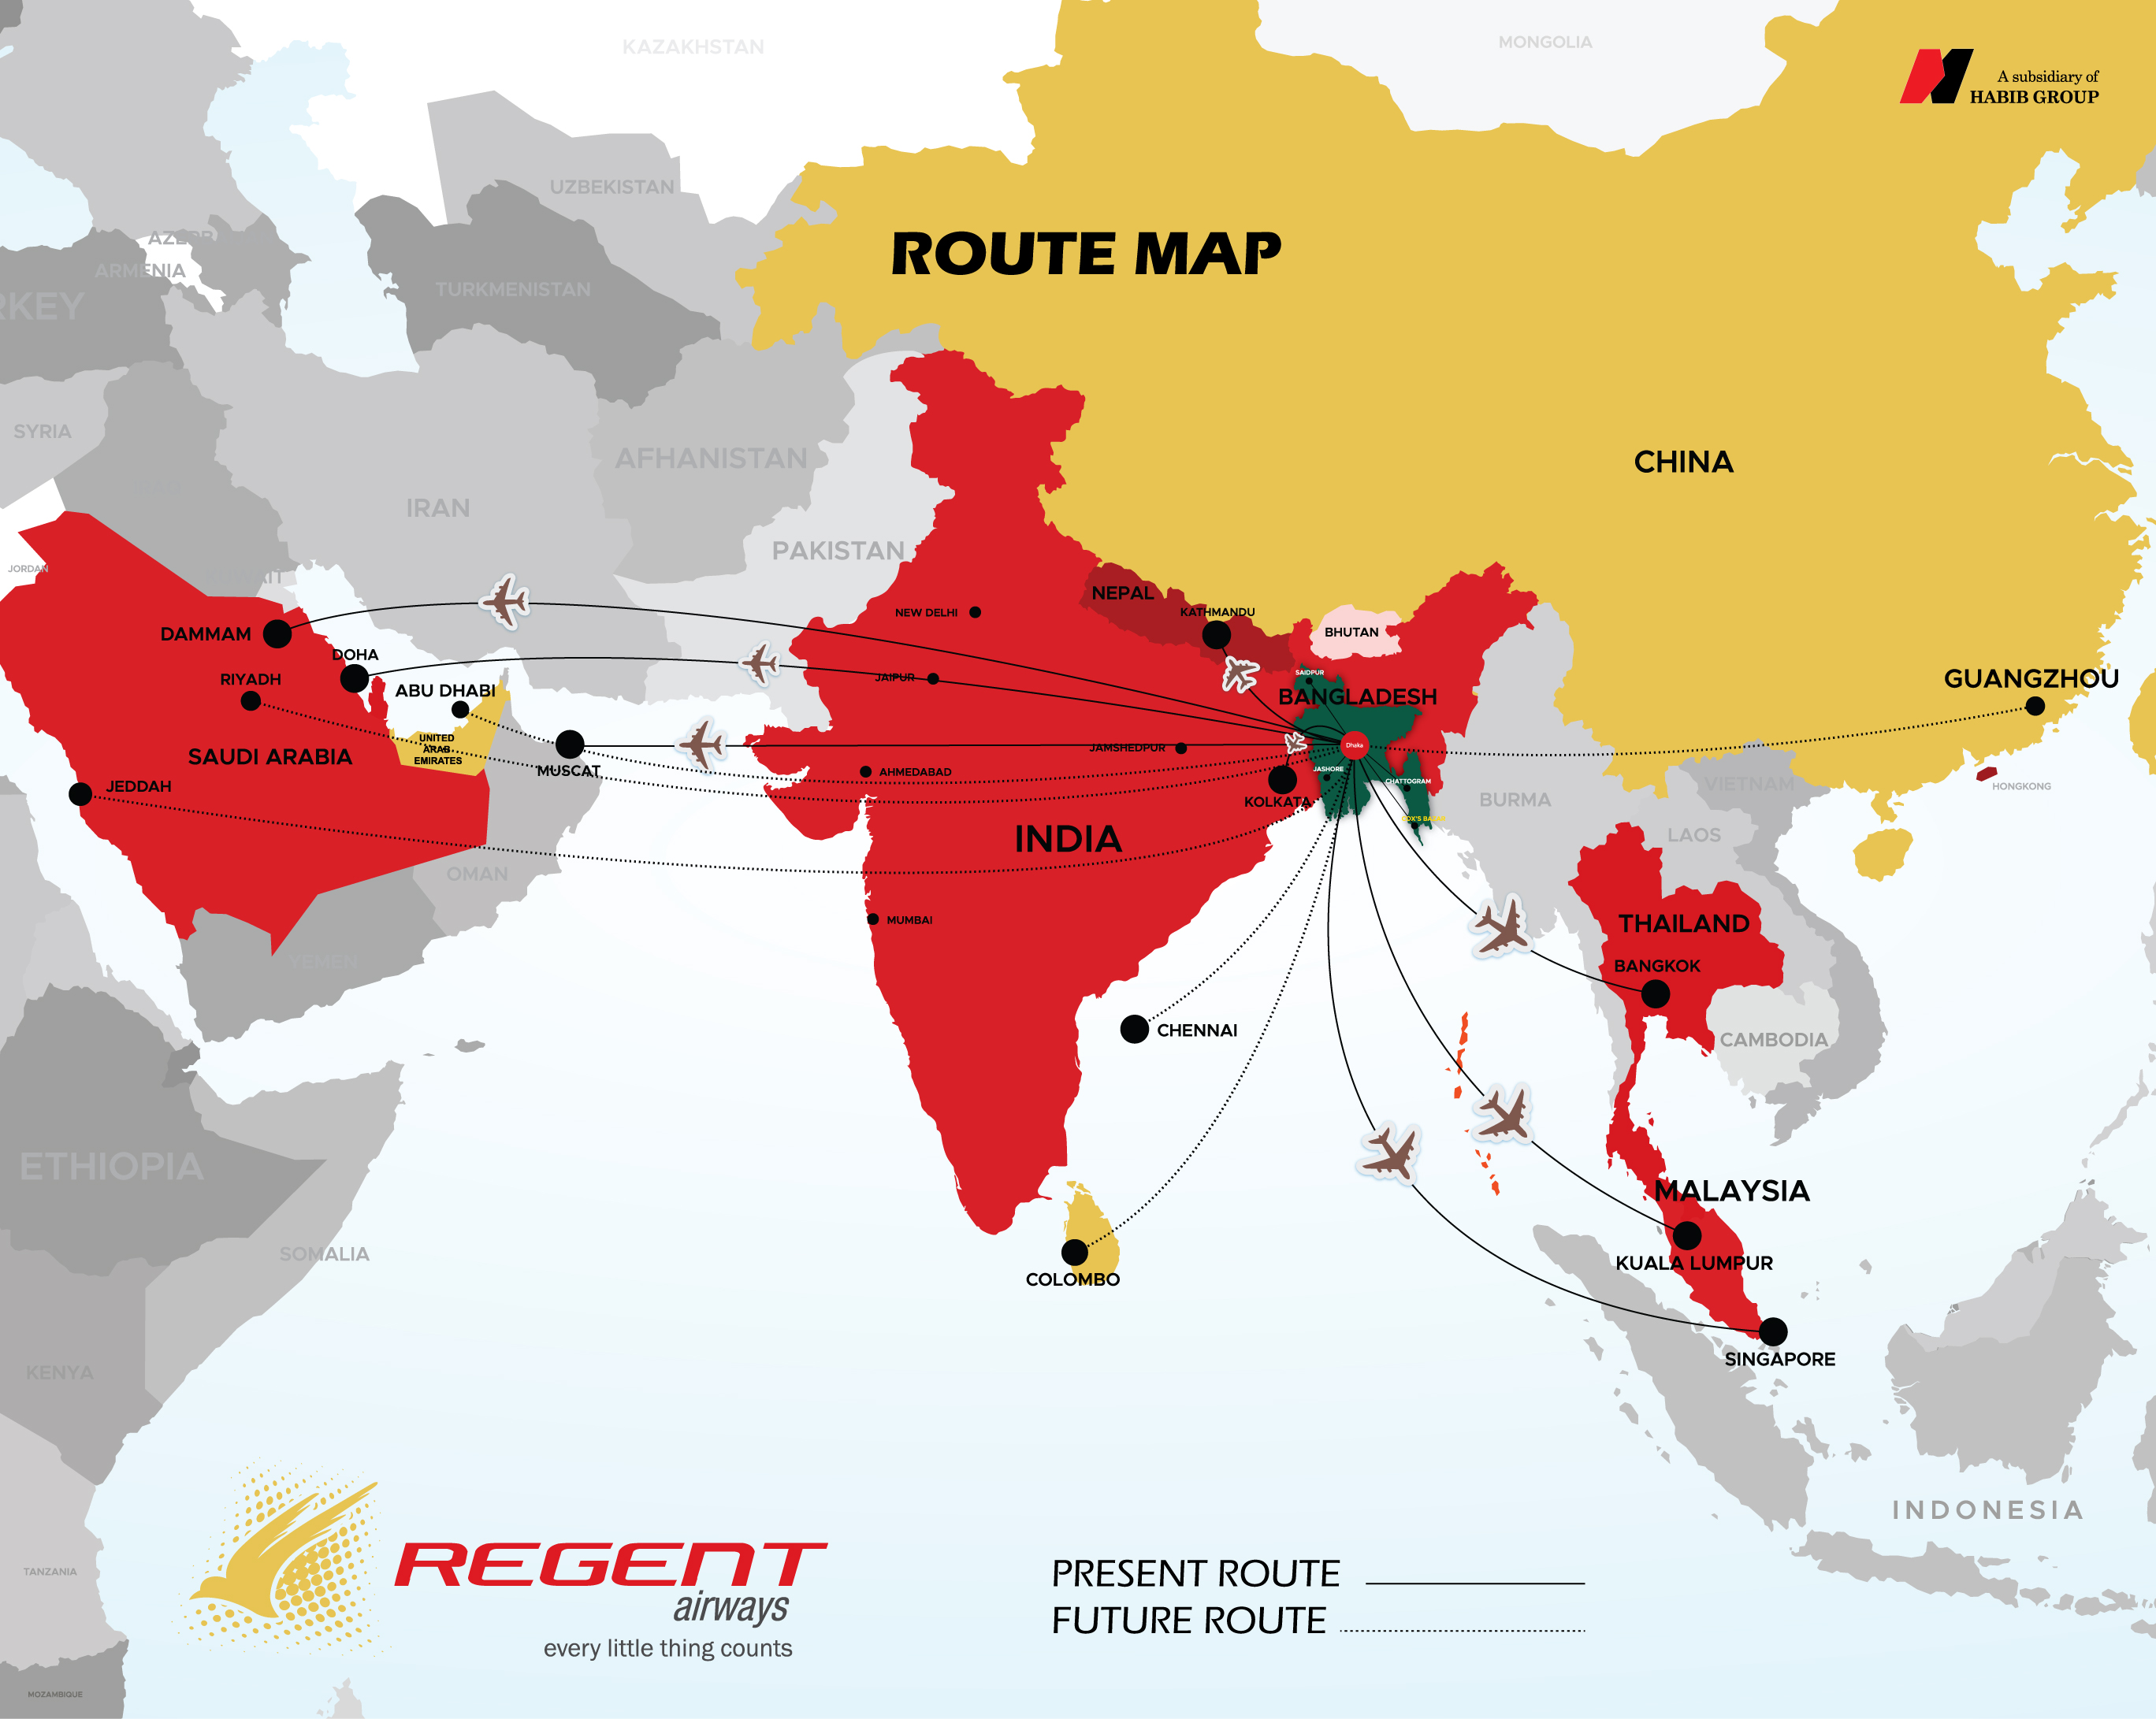 KAZAKHSTAN
MONGOLIA
A subsidiary of
HABIB GROUP
UZBEKISTAN
AZERB
ROUTE MAP
ARMENIA
TURKMENISTAN
RKEY
SYRIA
AFHANISTAN
CHINA
IRAN
PAKISTAN
JORDAN
NEPAL
NEW DELHI
KATHMANDU
DAMMAM
BHUTAN
DOHA
SAIDPUR
RIYADH
JAIPUR
GUANGZHOU
ABU DHABI
BANGLADESH
UNITED
ARAB
EMIRATES
Dhaka
JAMSHEDPUR
SAUDI ARABIA
MUSCAT
AHMEDABAD
JASHORE
CHATTOGRAM
VIETNAM
HONGKONG
JEDDAH
KOLKATA
BURMA
COX'S BAZAR
INDIA
LAOS
OMAN
MUMBAI
THAILAND
YEMEN
BANGKOK
CHENNAI
CAMBODIA
ETHIOPIA
MALAYSIA
SOMALIA
KUALA LUMPUR
COLOMBO
SINGAPORE
KENYA
INDONESIA
REGENT
airways
every little thing counts
PRESENT ROUTE
FUTURE ROUTE
TANZANIA
MOZAMBIQUE